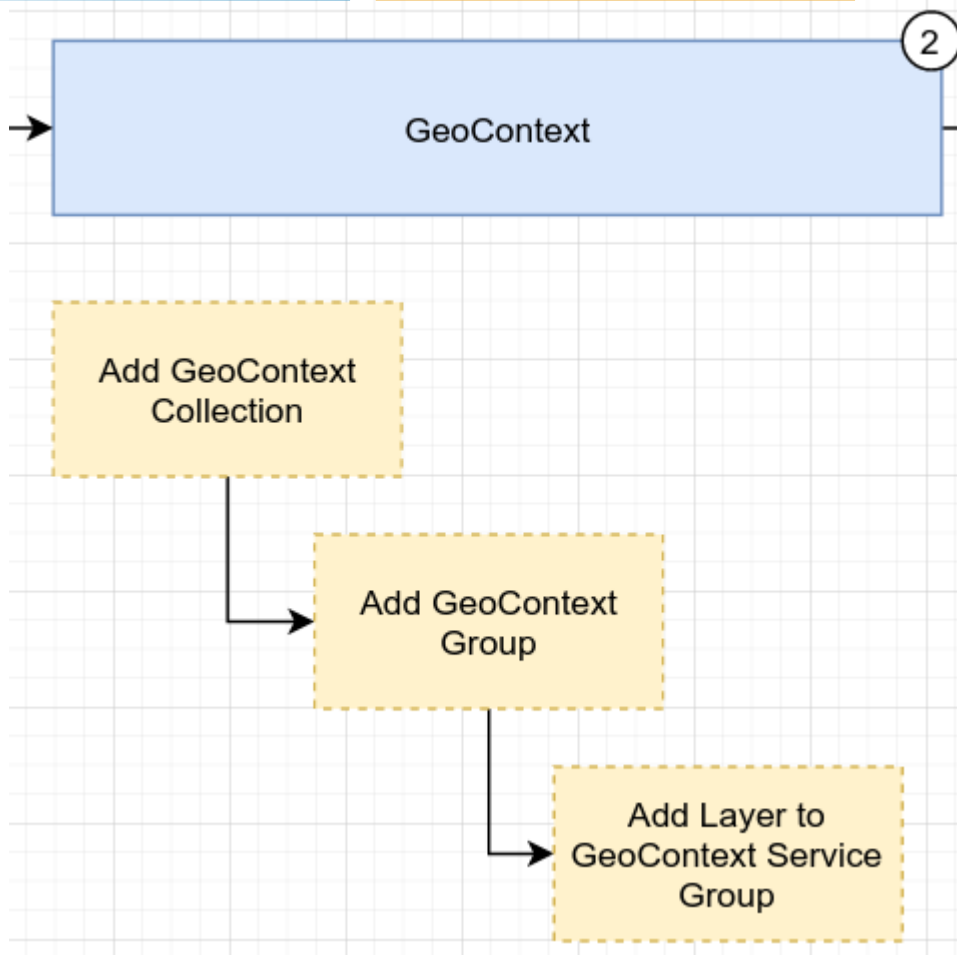 2
GeoContext
Add GeoContext
Collection
Add GeoContext
Group
Add Layer to
GeoContext Service
Group